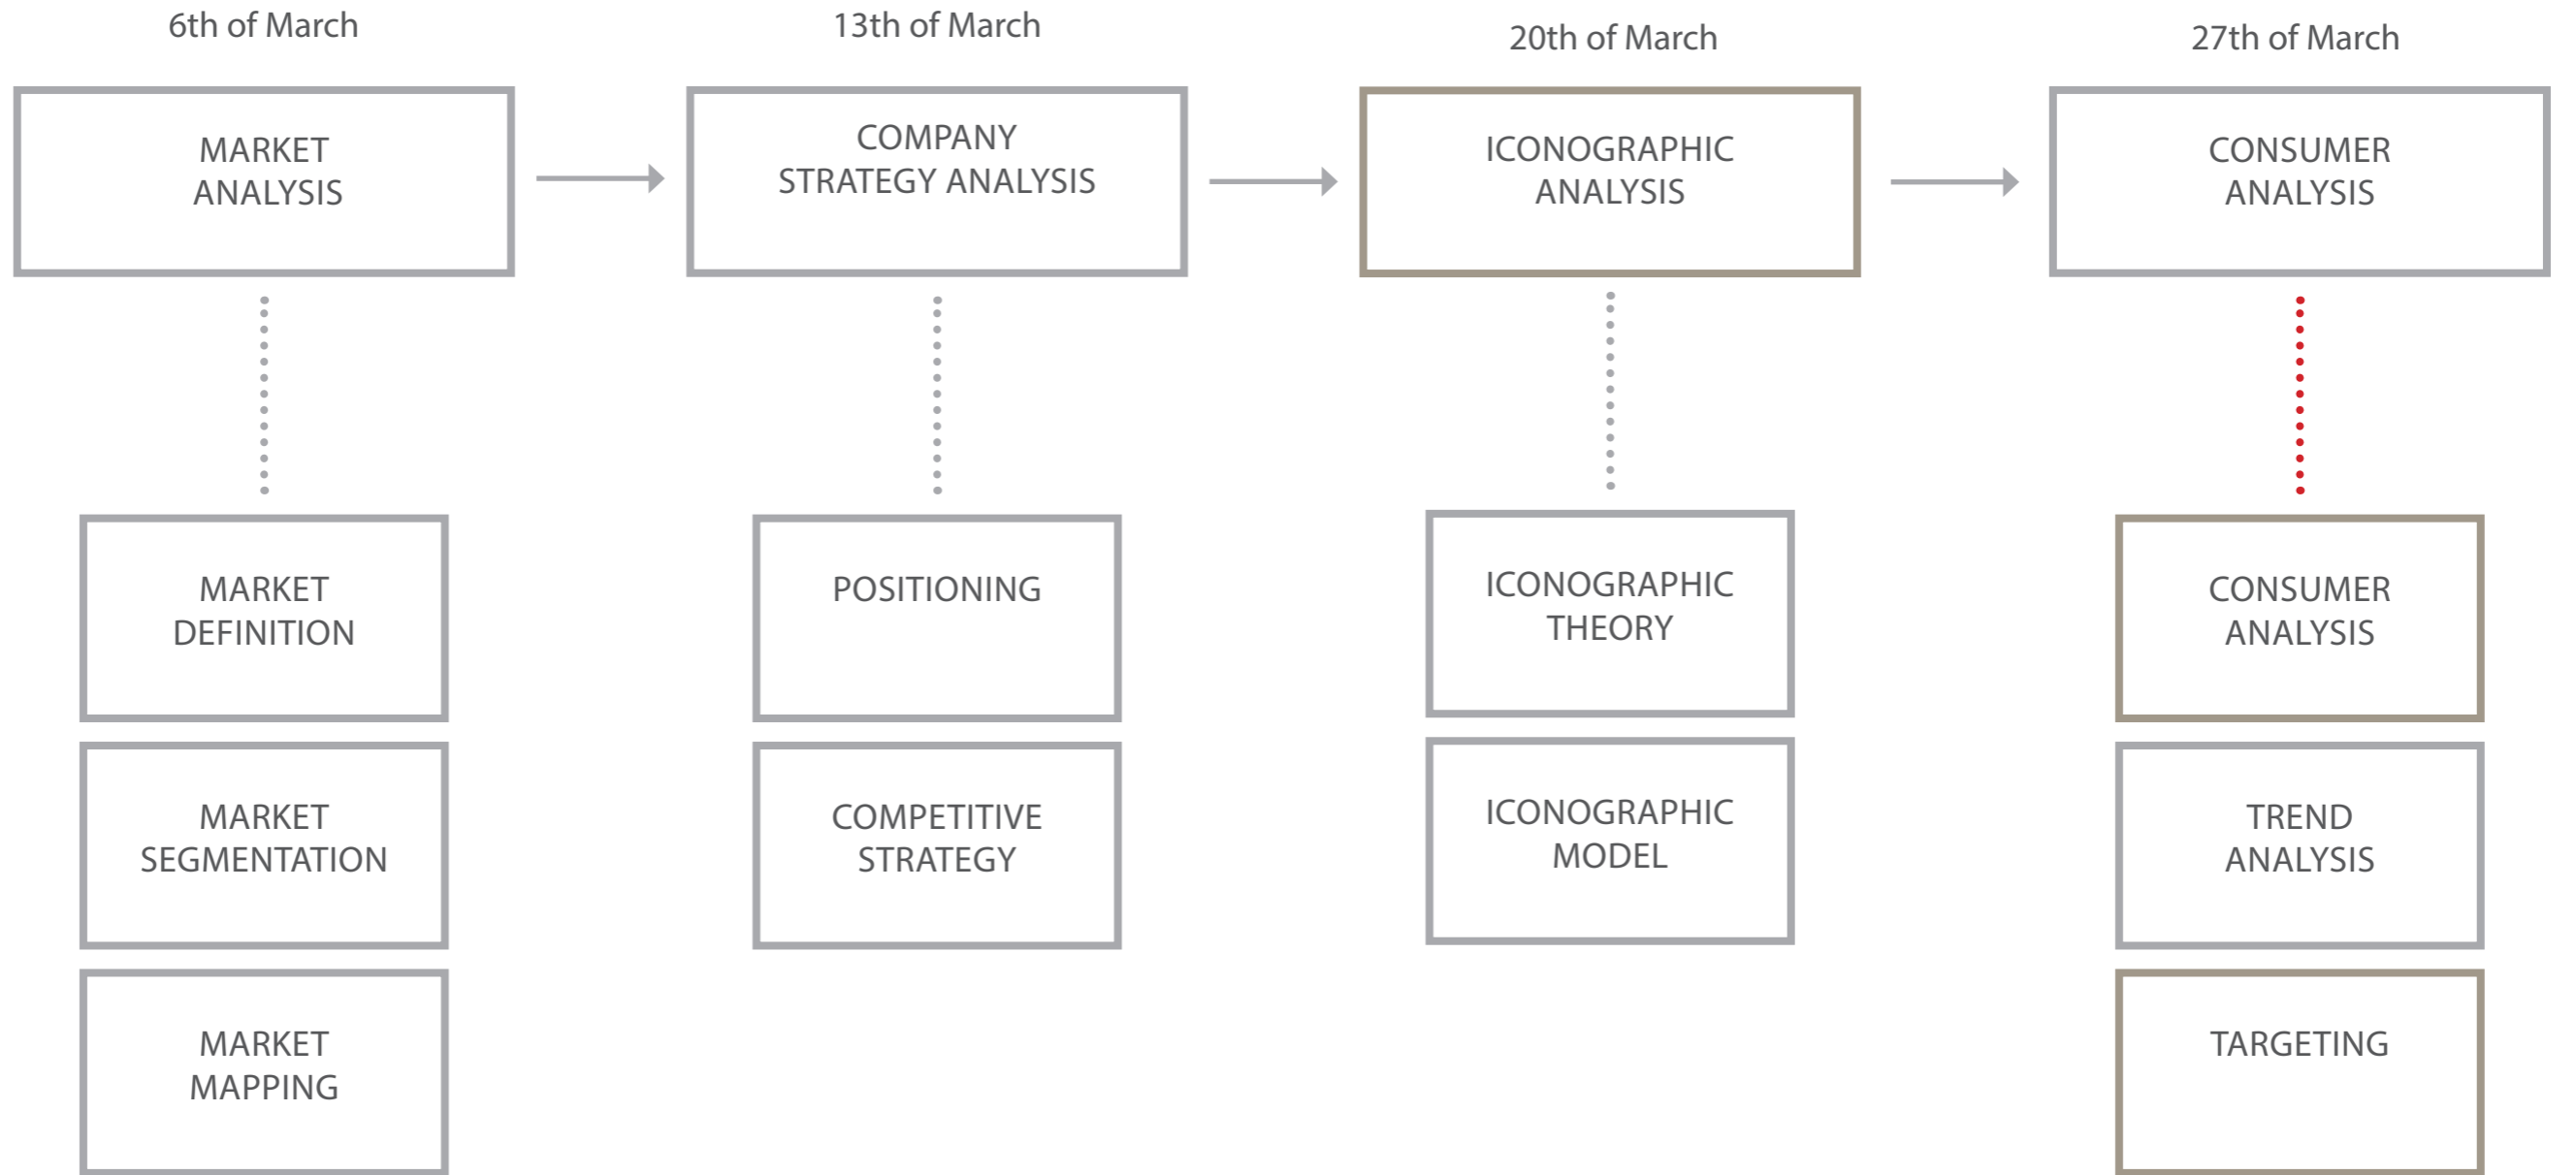 6th of March
13th of March
20th of March
27th of March
MARKET
ANALYSIS
COMPANY
STRATEGY ANALYSIS
ICONOGRAPHIC
ANALYSIS
CONSUMER
ANALYSIS
MARKET
DEFINITION
POSITIONING
ICONOGRAPHIC
THEORY
CONSUMER
ANALYSIS
MARKET
SEGMENTATION
COMPETITIVE
STRATEGY
ICONOGRAPHIC
MODEL
TREND
ANALYSIS
MARKET
MAPPING
TARGETING